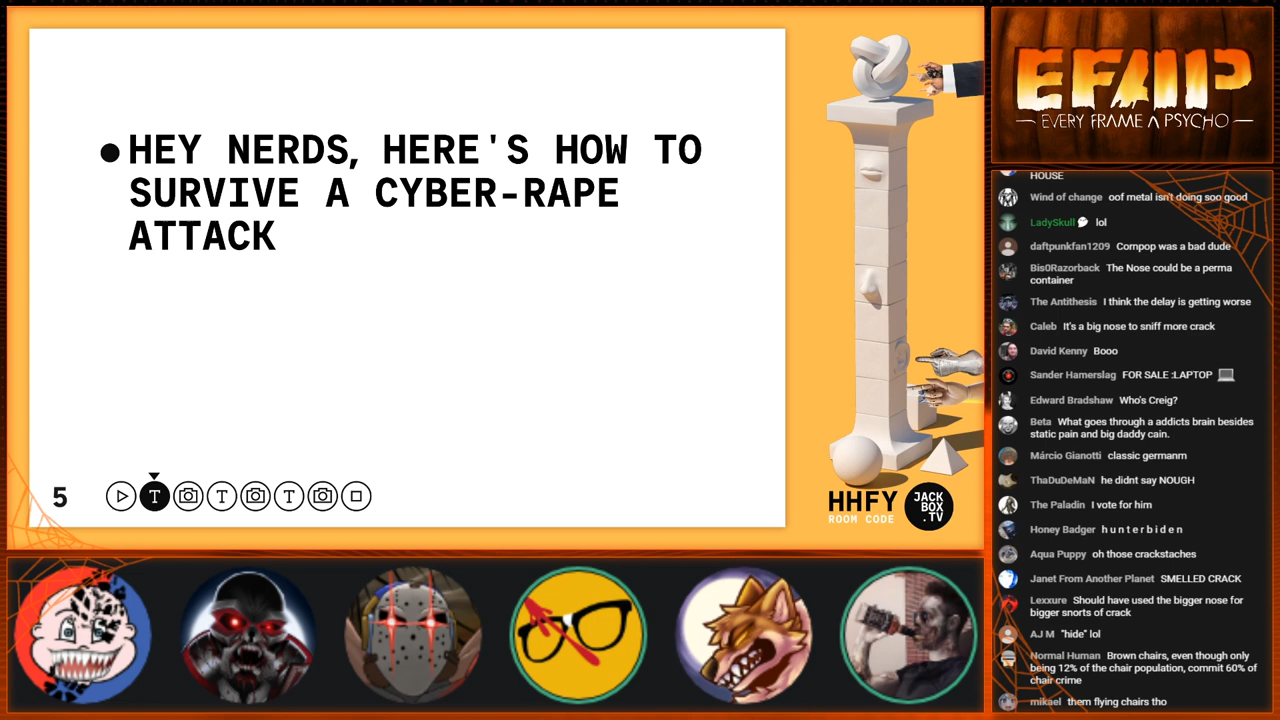 ● HEY NERDS, HERE'S HOW TO
SURVIVE A CYBER-RAPE
ATTACK
5
T
T
T
HHFY
ROOM CODE
JACK
BOX
.TV
EFAP
EVERY FRAME A PSYCHO
HOUSE
Wind of change oof metal isn't doing soo good
LadySkull lol
daftpunkfan1209 Cornpop was a bad dude
Bis0Razorback The Nose could be a perma
container
The Antithesis I think the delay is getting worse
Caleb It's a big nose to sniff more crack
David Kenny Booo
Sander Hamerslag FOR SALE :LAPTOP
Edward Bradshaw Who's Creig?
Beta What goes through a addicts brain besides
static pain and big daddy cain.
Márcio Gianotti classic germanm
ThaDuDeMaN he didnt say NOUGH
The Paladin I vote for him
Honey Badger h u n t e r b i d e n
Aqua Puppy oh those crackstaches
Janet From Another Planet SMELLED CRACK
Lexxure Should have used the bigger nose for
bigger snorts of crack
AJ M "hide" lol
Normal Human Brown chairs, even though only
being 12% of the chair population, commit 60% of
chair crime
mikael them flying chairs tho